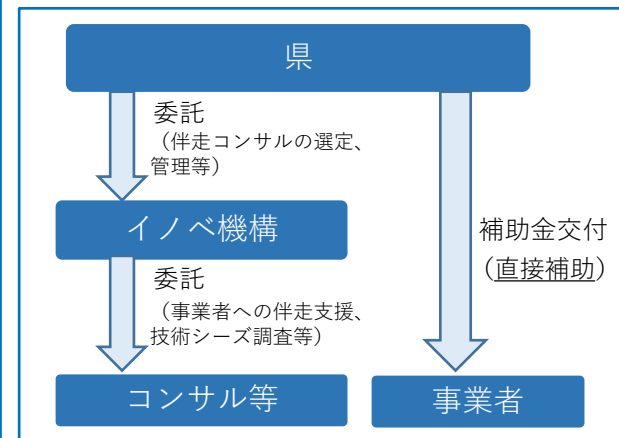 県
委託
（伴走コンサルの選定、
管理等）
イノベ機構
委託
（事業者への伴走支援、
技術シーズ調査等）
補助金交付
（直接補助）
コンサル等
事業者